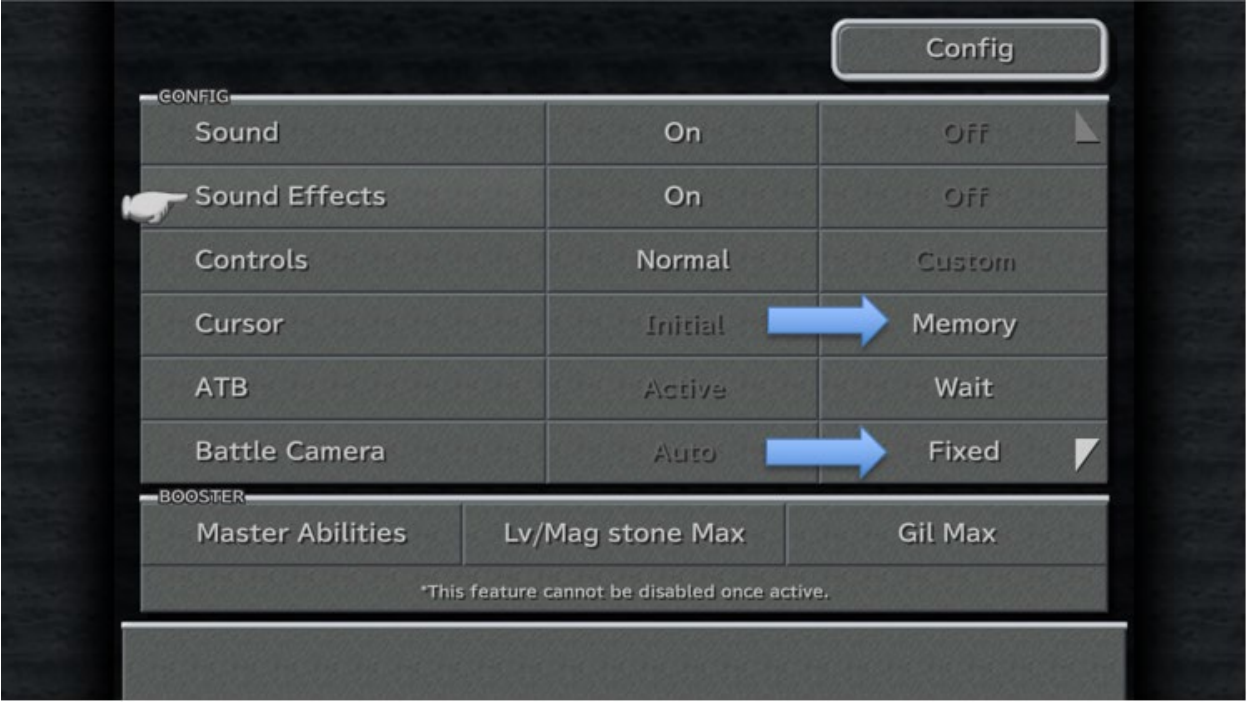 Config
CONFIG
Sound On Off
Sound Effects On Off
Controls Normal Custom
Cursor Initial Memory
ATB Active Wait
Battle Camera Auto Fixed
BOOSTER
Master Abilities Lv/Mag stone Max Gil Max
*This feature cannot be disabled once active.